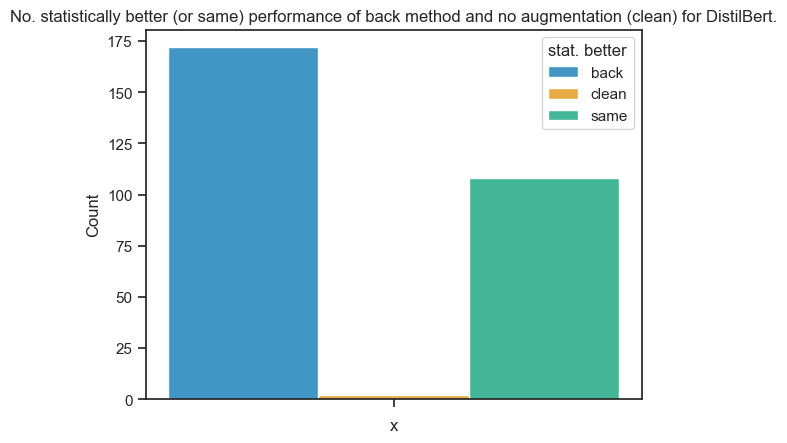 No. statistically better (or same) performance of back method and no augmentation (clean) for DistilBert.
stat. better
back
clean
same
175
150
125
100
75
50
25
0
Count
x